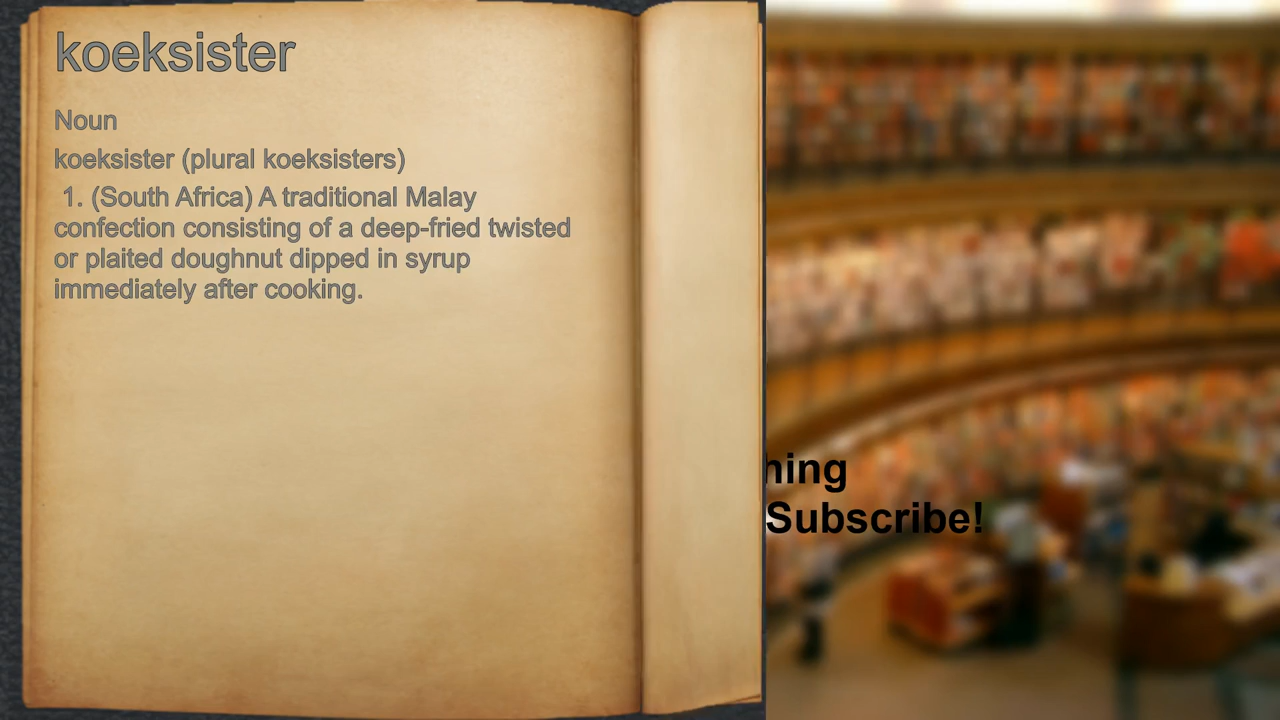 koeksister
Noun
koeksister (plural koeksisters)
1. (South Africa) A traditional Malay
confection consisting of a deep-fried twisted
or plaited doughnut dipped in syrup
immediately after cooking.
hing
Subscribe!